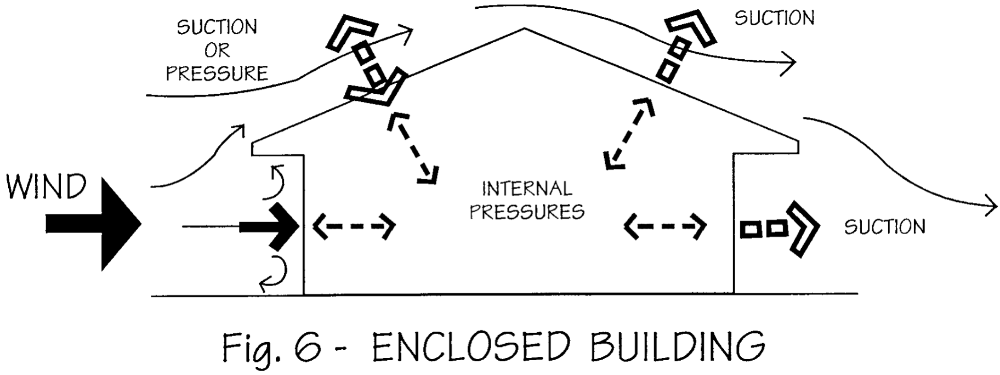 SUCTION
OR
PRESSURE
SUCTION
WIND
INTERNAL
PRESSURES
SUCTION
Fig. 6 - ENCLOSED BUILDING